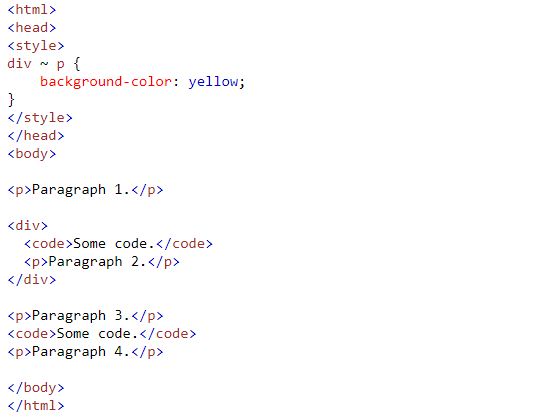 <html>
<head>
<style>
div ~ p {
    background-color: yellow;
}
</style>
</head>
<body>

<p>Paragraph 1.</p>

<div>
  <code>Some code.</code>
  <p>Paragraph 2.</p>
</div>

<p>Paragraph 3.</p>
<code>Some code.</code>
<p>Paragraph 4.</p>

</body>
</html>